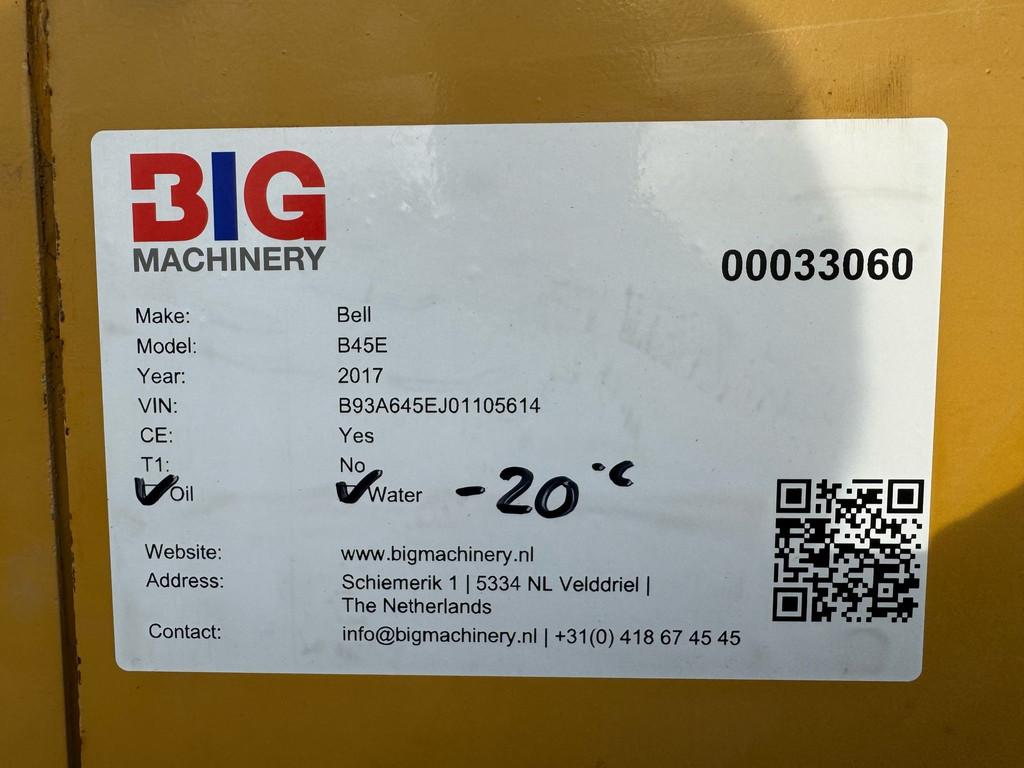 BIG
MACHINERY
00033060
Make: Bell
Model: B45E
Year: 2017
VIN: B93A645EJ01105614
CE: Yes
T1: No
Oil Water -20°C
Website: www.bigmachinery.nl
Address: Schiemerik 1 | 5334 NL Velddriel |
The Netherlands
Contact: info@bigmachinery.nl | +31(0) 418 67 45 45